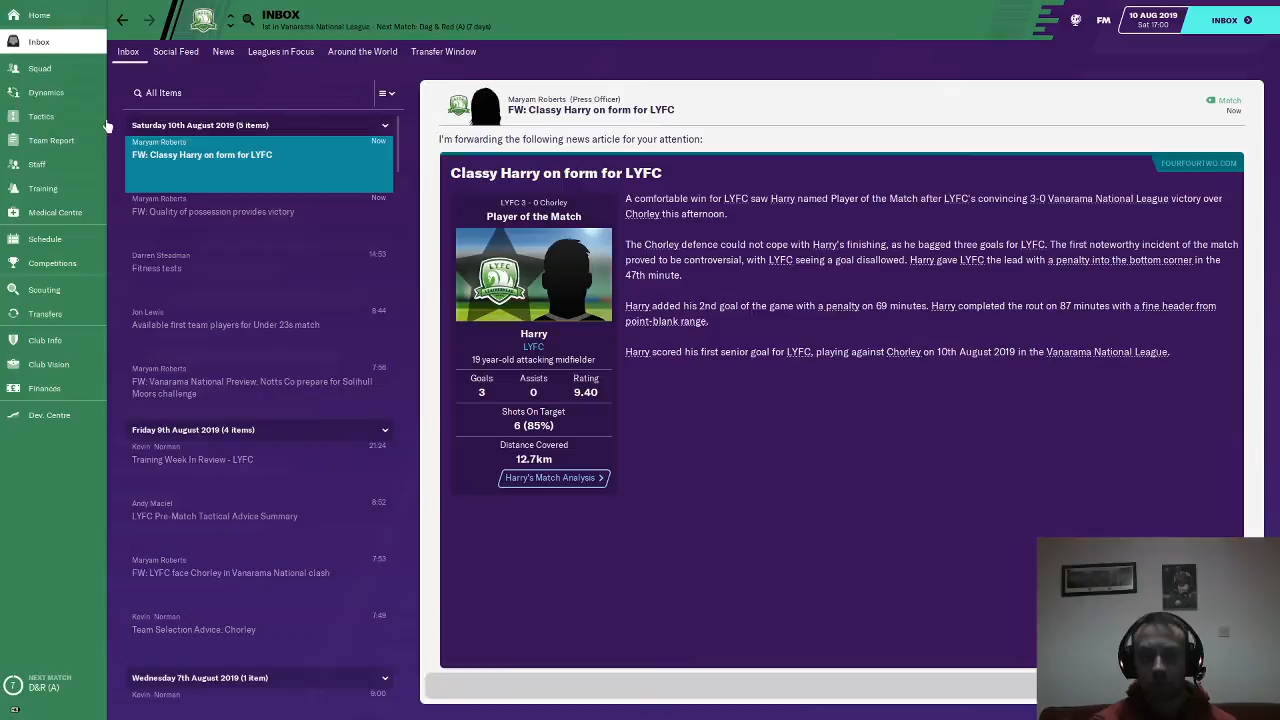 Home
Inbox
Squad
Dynamics
Tactics
Team Report
Staff
Training
Medical Centre
Schedule
Competitions
Scouting
Transfers
Club Info
Club Vision
Finances
Dev. Centre
NEXT MATCH
7
D&R (A)
INBOX
1st in Vanarama National League - Next Match: Dag & Red (A) (7 days)
FM
10 AUG 2019
Sat 17:00
INBOX
Inbox
Social Feed
News
Leagues in Focus
Around the World
Transfer Window
All Items
Saturday 10th August 2019 (5 items)
Maryam Roberts
Now
FW: Classy Harry on form for LYFC
Maryam Roberts
Now
FW: Quality of possession provides victory
Darren Steadman
14:53
Fitness tests
Jon Lewis
8:44
Available first team players for Under 23s match
Maryam Roberts
7:56
FW: Vanarama National Preview: Notts Co prepare for Solihull
Moors challenge
Friday 9th August 2019 (4 items)
Kevin Norman
21:24
Training Week In Review - LYFC
Andy Maciel
8:52
LYFC Pre-Match Tactical Advice Summary
Maryam Roberts
7:53
FW: LYFC face Chorley in Vanarama National clash
Kevin Norman
7:49
Team Selection Advice: Chorley
Wednesday 7th August 2019 (1 item)
Kevin Norman
9:00
Maryam Roberts (Press Officer)
FW: Classy Harry on form for LYFC
Match
Now
I'm forwarding the following news article for your attention:
FOURFOURTWO.COM
Classy Harry on form for LYFC
LYFC 3 - 0 Chorley
Player of the Match
LYFC
Harry
LYFC
19 year-old attacking midfielder
Goals
Assists
Rating
3
0
9.40
Shots On Target
6 (85%)
Distance Covered
12.7km
Harry's Match Analysis
A comfortable win for LYFC saw Harry named Player of the Match after LYFC's convincing 3-0 Vanarama National League victory over
Chorley this afternoon.
The Chorley defence could not cope with Harry's finishing, as he bagged three goals for LYFC. The first noteworthy incident of the match
proved to be controversial, with LYFC seeing a goal disallowed. Harry gave LYFC the lead with a penalty into the bottom corner in the
47th minute.
Harry added his 2nd goal of the game with a penalty on 69 minutes. Harry completed the rout on 87 minutes with a fine header from
point-blank range.
Harry scored his first senior goal for LYFC, playing against Chorley on 10th August 2019 in the Vanarama National League.